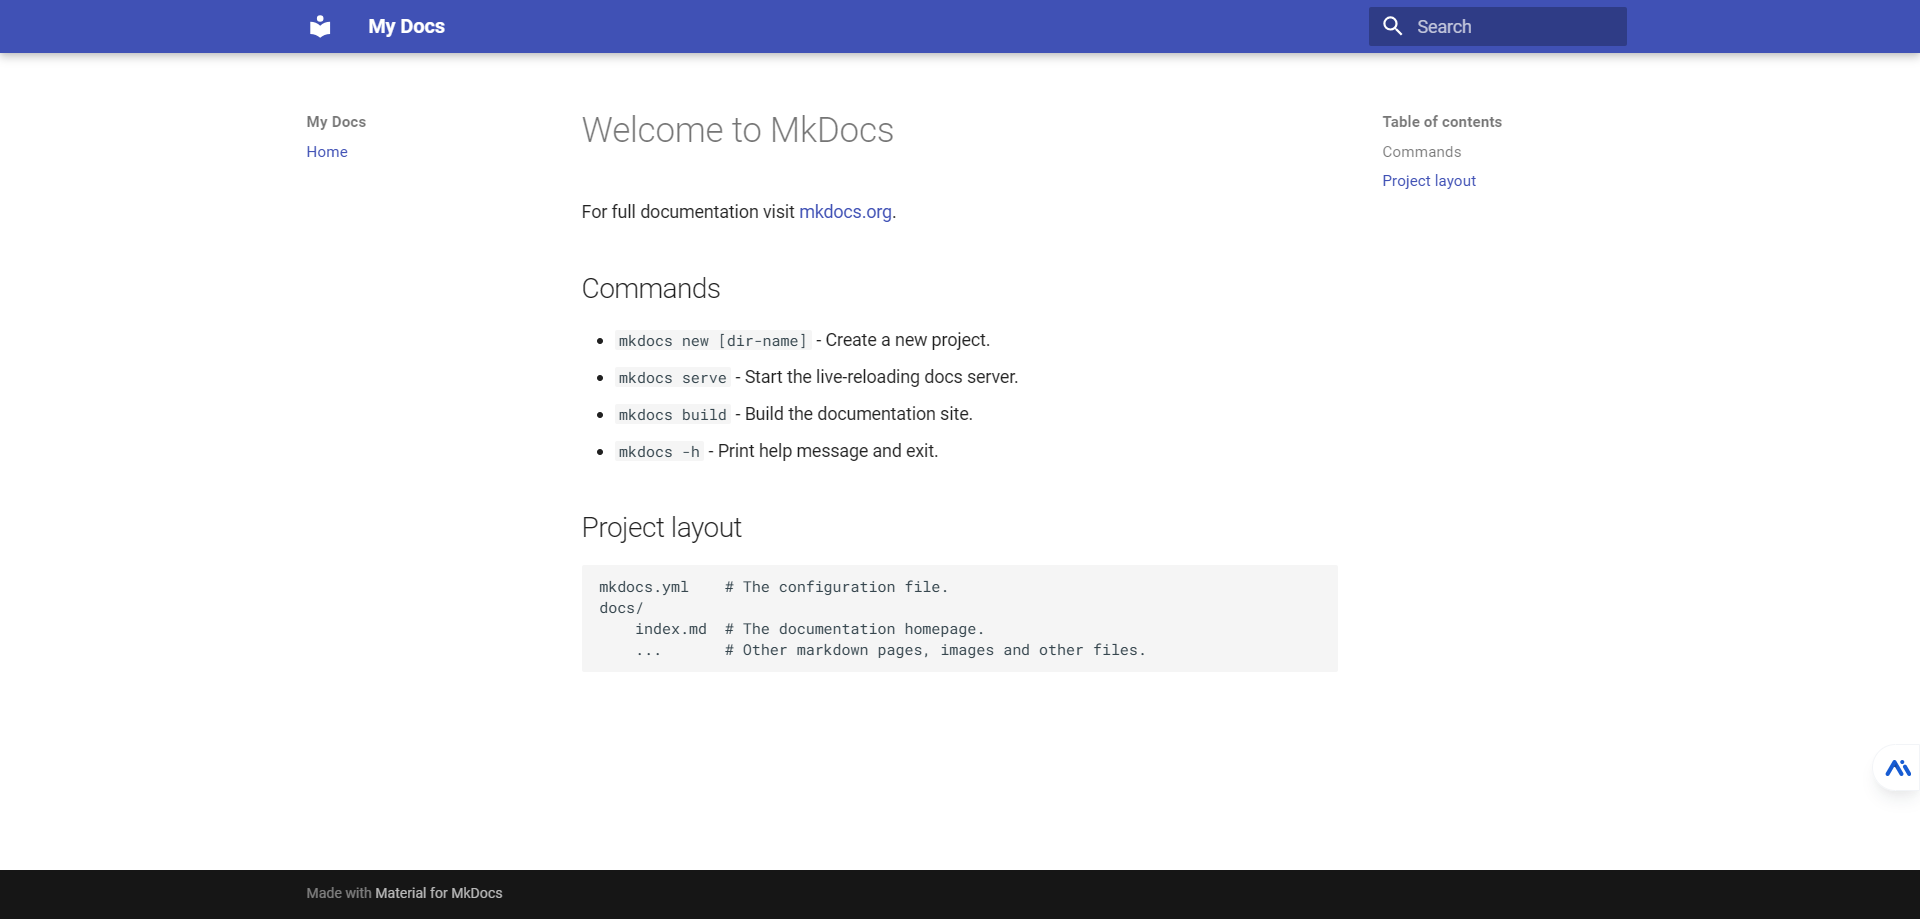 My Docs
Search
My Docs
Home
Welcome to MkDocs
For full documentation visit mkdocs.org.
Commands
mkdocs new [dir-name] - Create a new project.
mkdocs serve - Start the live-reloading docs server.
mkdocs build - Build the documentation site.
mkdocs -h - Print help message and exit.
Project layout
mkdocs.yml    # The configuration file.
docs/
    index.md  # The documentation homepage.
    ...       # Other markdown pages, images and other files.
Table of contents
Commands
Project layout
Made with Material for MkDocs